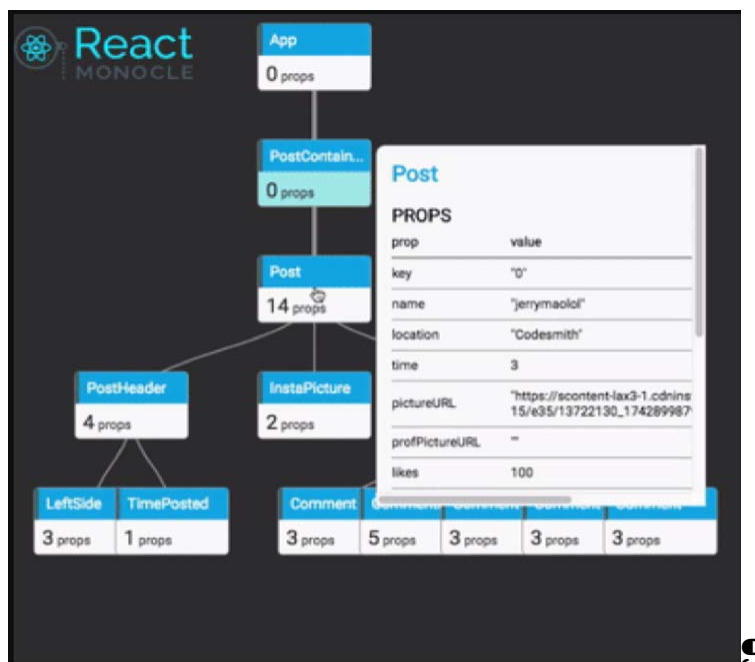 React
MONOCLE
App
0 props
PostContain...
0 props
Post
14 props
PostHeader
4 props
InstaPicture
2 props
LeftSide
3 props
TimePosted
1 props
Comment
3 props
5 props
3 props
3 props
3 props
Post
PROPS
prop value
key "0"
name "jerrymaolol"
location "Codesmith"
time 3
pictureURL "https://scontent-lax3-1.cdnins
15/e35/13722130_174289987
profPictureURL ""
likes 100